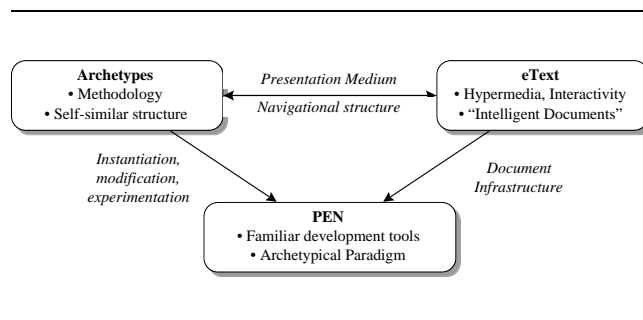 Archetypes
• Methodology
• Self-similar structure
Presentation Medium
Navigational structure
eText
• Hypermedia, Interactivity
• “Intelligent Documents”
Instantiation,
modification,
experimentation
Document
Infrastructure
PEN
• Familiar development tools
• Archetypical Paradigm